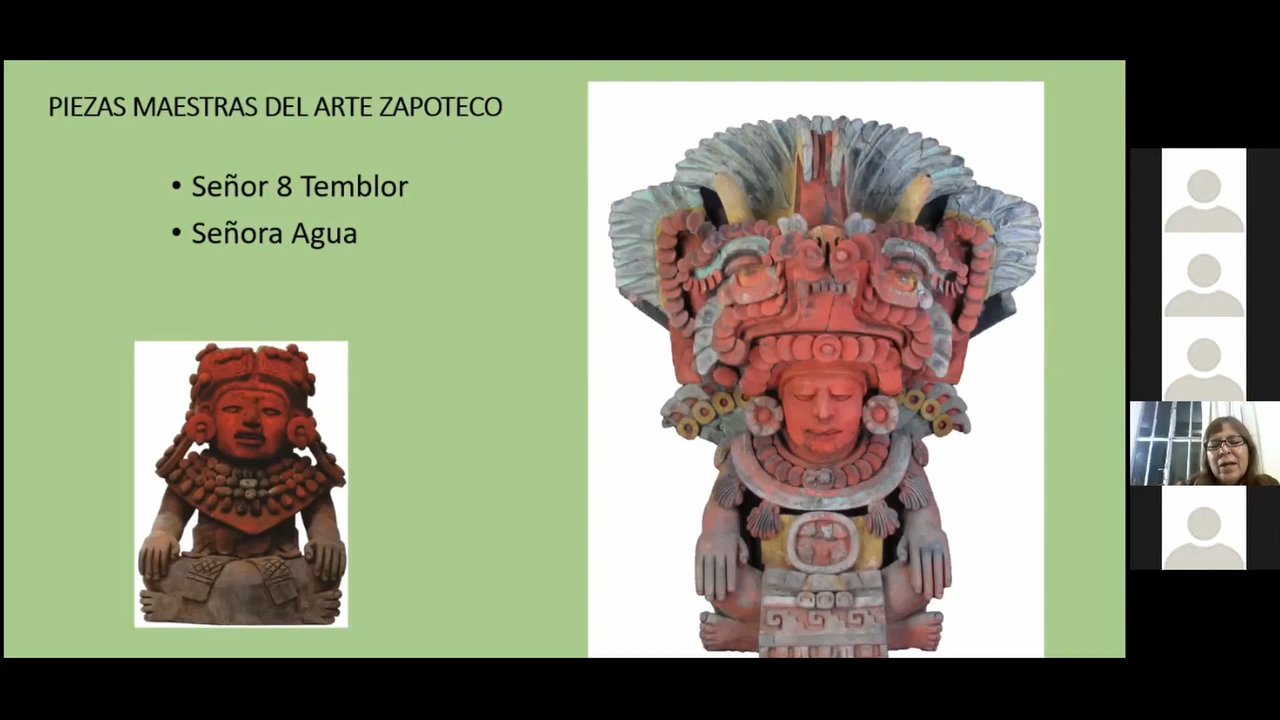 PIEZAS MAESTRAS DEL ARTE ZAPOTECO
• Señor 8 Temblor
• Señora Agua